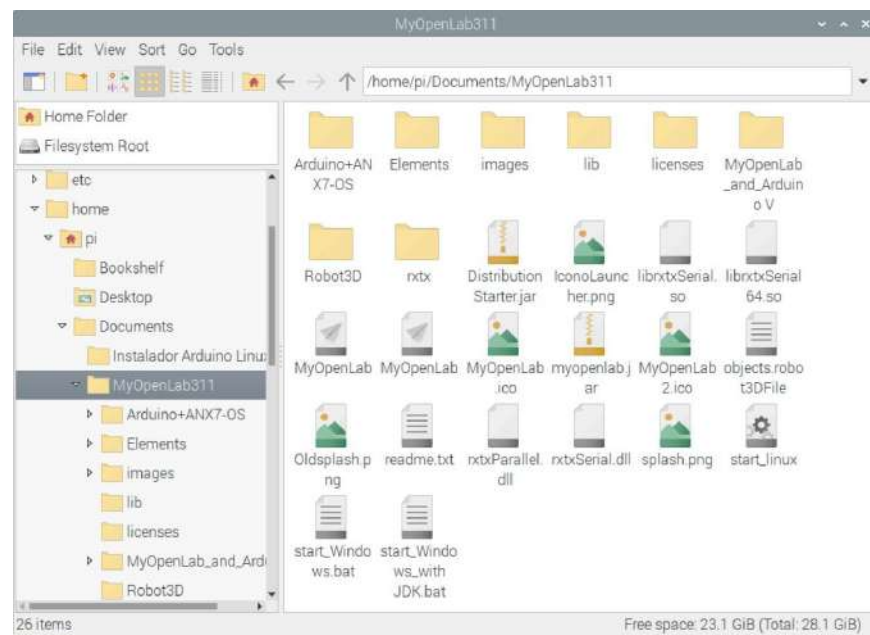 MyOpenLab311
File Edit View Sort Go Tools
/home/pi/Documents/MyOpenLab311
Home Folder
Filesystem Root
etc
home
pi
Bookshelf
Desktop
Documents
Instalador Arduino Linu
MyOpenLab311
Arduino+ANX7-OS
Elements
images
lib
licenses
MyOpenLab_and_Ardu
Robot3D
Arduino+AN
X7-OS
Elements
images
lib
licenses
MyOpenLab
_and_Arduin
o V
Robot3D
rxtx
Distribution
Starter.jar
IconoLaunc
her.png
librxtxSerial.
so
librxtxSerial
64.so
MyOpenLab
MyOpenLab
MyOpenLab
.ico
myopenlab.j
ar
MyOpenLab
2.ico
objects.robo
t3DFile
Oldsplash.p
ng
readme.txt
rxtxParallel.
dll
rxtxSerial.dll
splash.png
start_linux
start_Windo
ws.bat
start_Windo
ws_with
JDK.bat
26 items
Free space: 23.1 GiB (Total: 28.1 GiB)